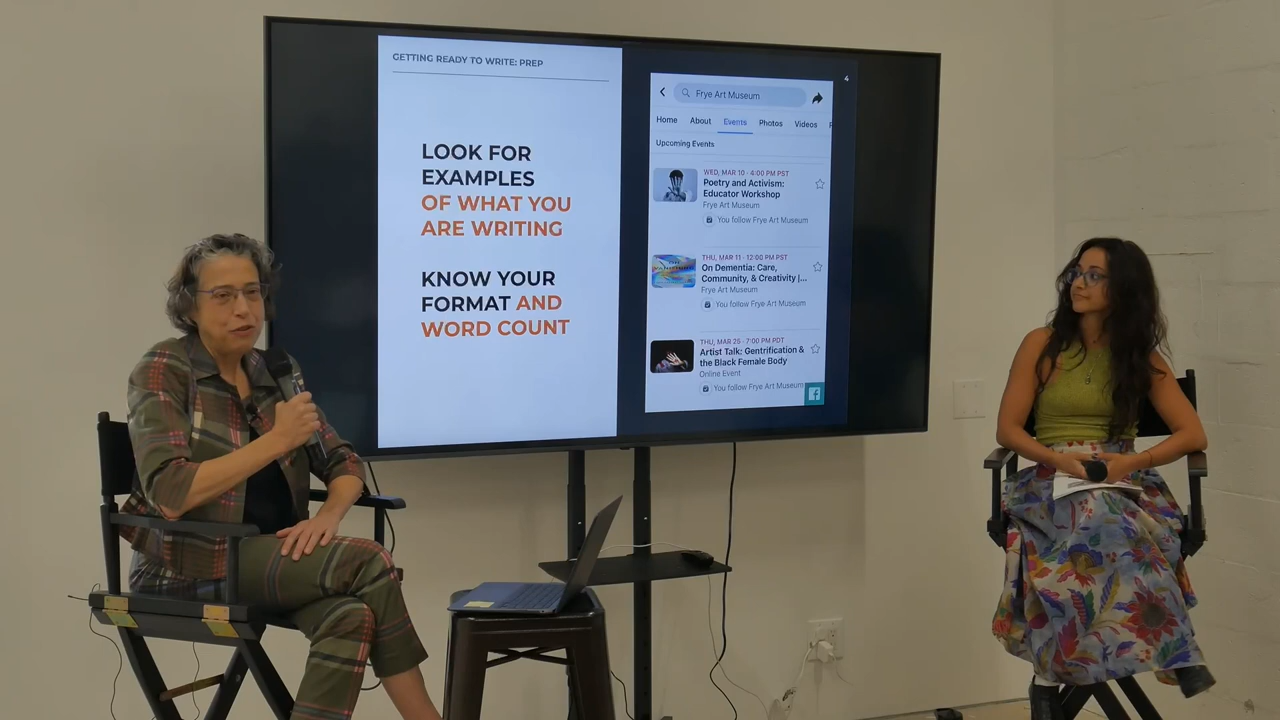 GETTING READY TO WRITE: PREP
LOOK FOR
EXAMPLES
OF WHAT YOU
ARE WRITING
KNOW YOUR
FORMAT AND
WORD COUNT
4
Frye Art Museum
Home About Events Photos Videos
Upcoming Events
WED, MAR 10 · 4:00 PM PST
Poetry and Activism:
Educator Workshop
Frye Art Museum
You follow Frye Art Museum
THU, MAR 11 · 12:00 PM PST
On Dementia: Care,
Community, & Creativity |...
Frye Art Museum
You follow Frye Art Museum
THU, MAR 25 · 7:00 PM PDT
Artist Talk: Gentrification &
the Black Female Body
Online Event
You follow Frye Art Museum